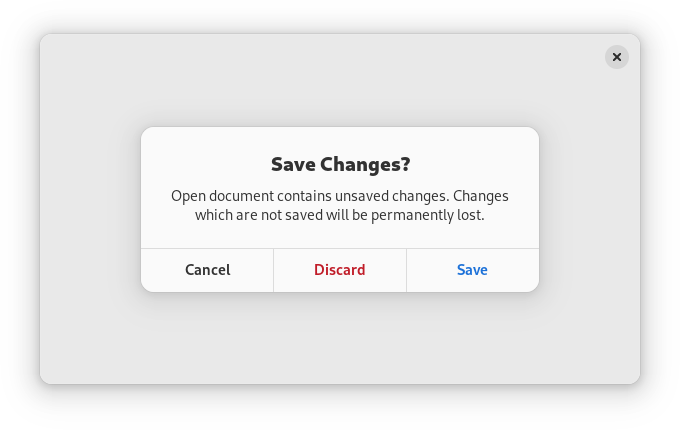 Save Changes?
Open document contains unsaved changes. Changes
which are not saved will be permanently lost.
Cancel
Discard
Save